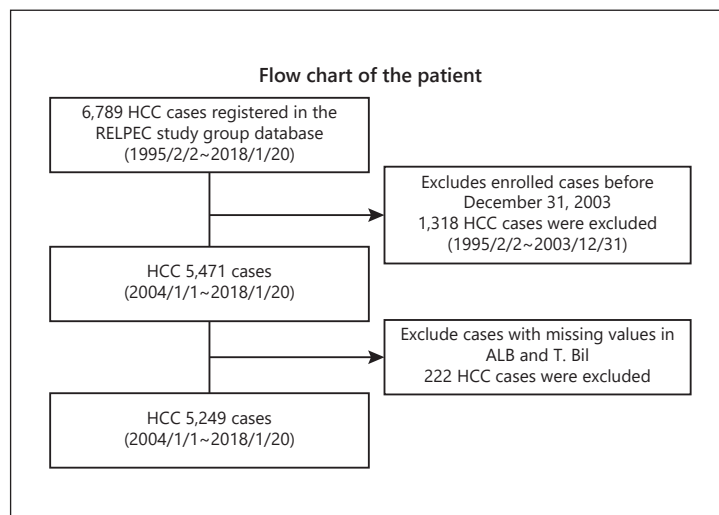 Flow chart of the patient
6,789 HCC cases registered in the
RELPEC study group database
(1995/2/2~2018/1/20)
Excludes enrolled cases before
December 31, 2003
1,318 HCC cases were excluded
(1995/2/2~2003/12/31)
HCC 5,471 cases
(2004/1/1~2018/1/20)
Exclude cases with missing values in
ALB and T. Bil
222 HCC cases were excluded
HCC 5,249 cases
(2004/1/1~2018/1/20)